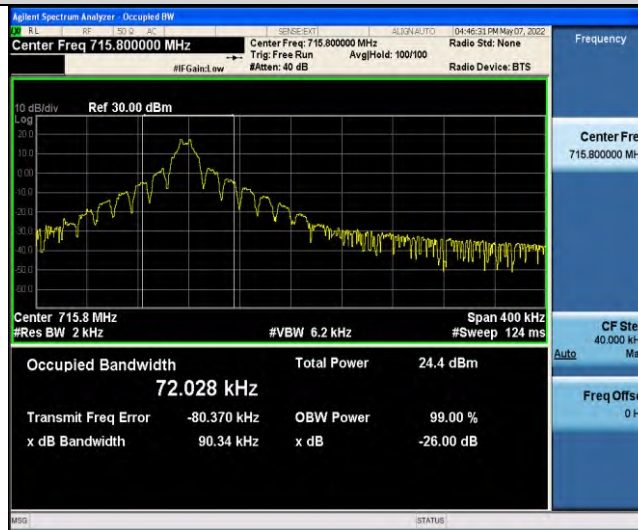 Agilent Spectrum Analyzer - Occupied BW
RL RF 50 Ω AC SENSE:EXT ALIGN AUTO 04:46:31 PM May 07, 2022
Center Freq 715.800000 MHz
Center Freq: 715.800000 MHz
Radio Std: None
Trig: Free Run Avg|Hold: 100/100
#IFGain:Low
#Atten: 40 dB
Radio Device: BTS
Frequency
10 dB/div Ref 30.00 dBm
Log
20.0
10.0
0.00
-10.0
-20.0
-30.0
-40.0
-50.0
-60.0
Center Fre
715.800000 MH
Center 715.8 MHz Span 400 kHz
#Res BW 2 kHz #VBW 6.2 kHz #Sweep 124 ms
CF Ste
40.000 kH
Auto Ma
Occupied Bandwidth Total Power 24.4 dBm
72.028 kHz
Transmit Freq Error -80.370 kHz OBW Power 99.00 %
x dB Bandwidth 90.34 kHz x dB -26.00 dB
Freq Offse
0 H
MSG STATUS